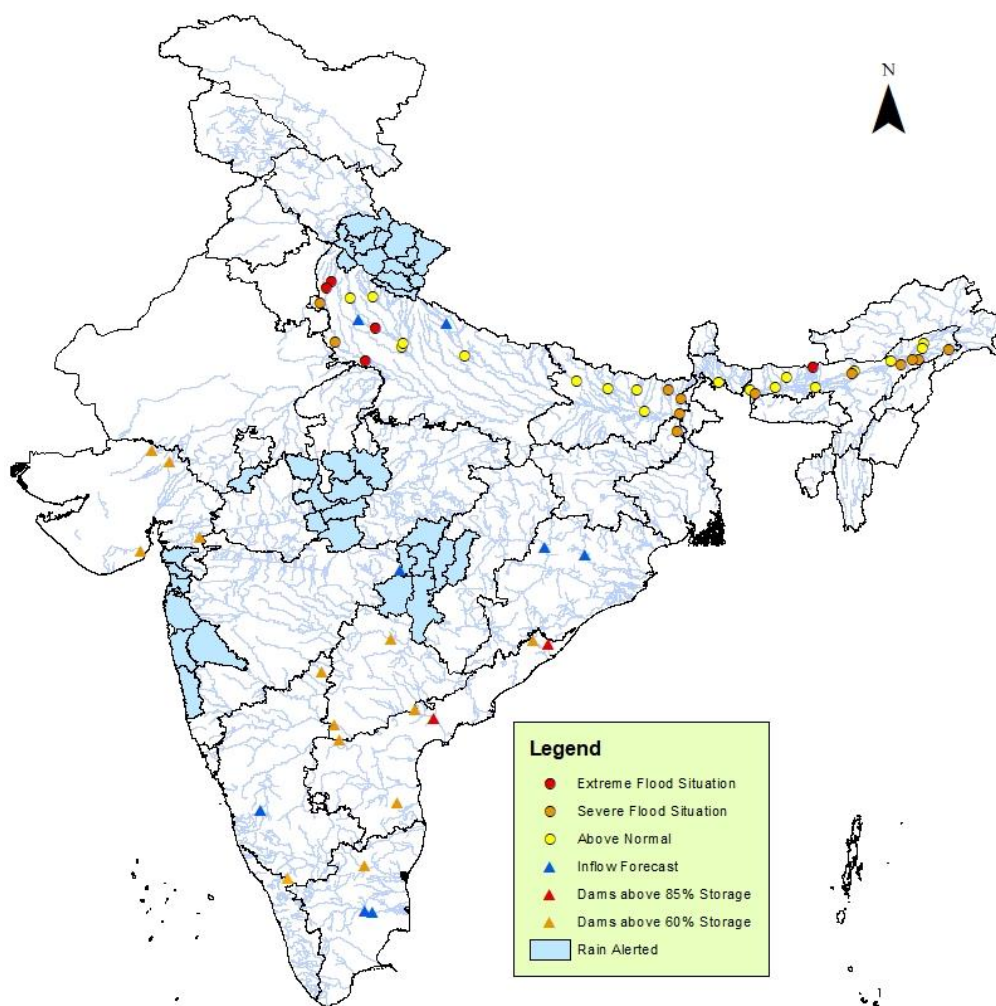 N
Legend
Extreme Flood Situation
Severe Flood Situation
Above Normal
Inflow Forecast
Dams above 85% Storage
Dams above 60% Storage
Rain Alerted
1